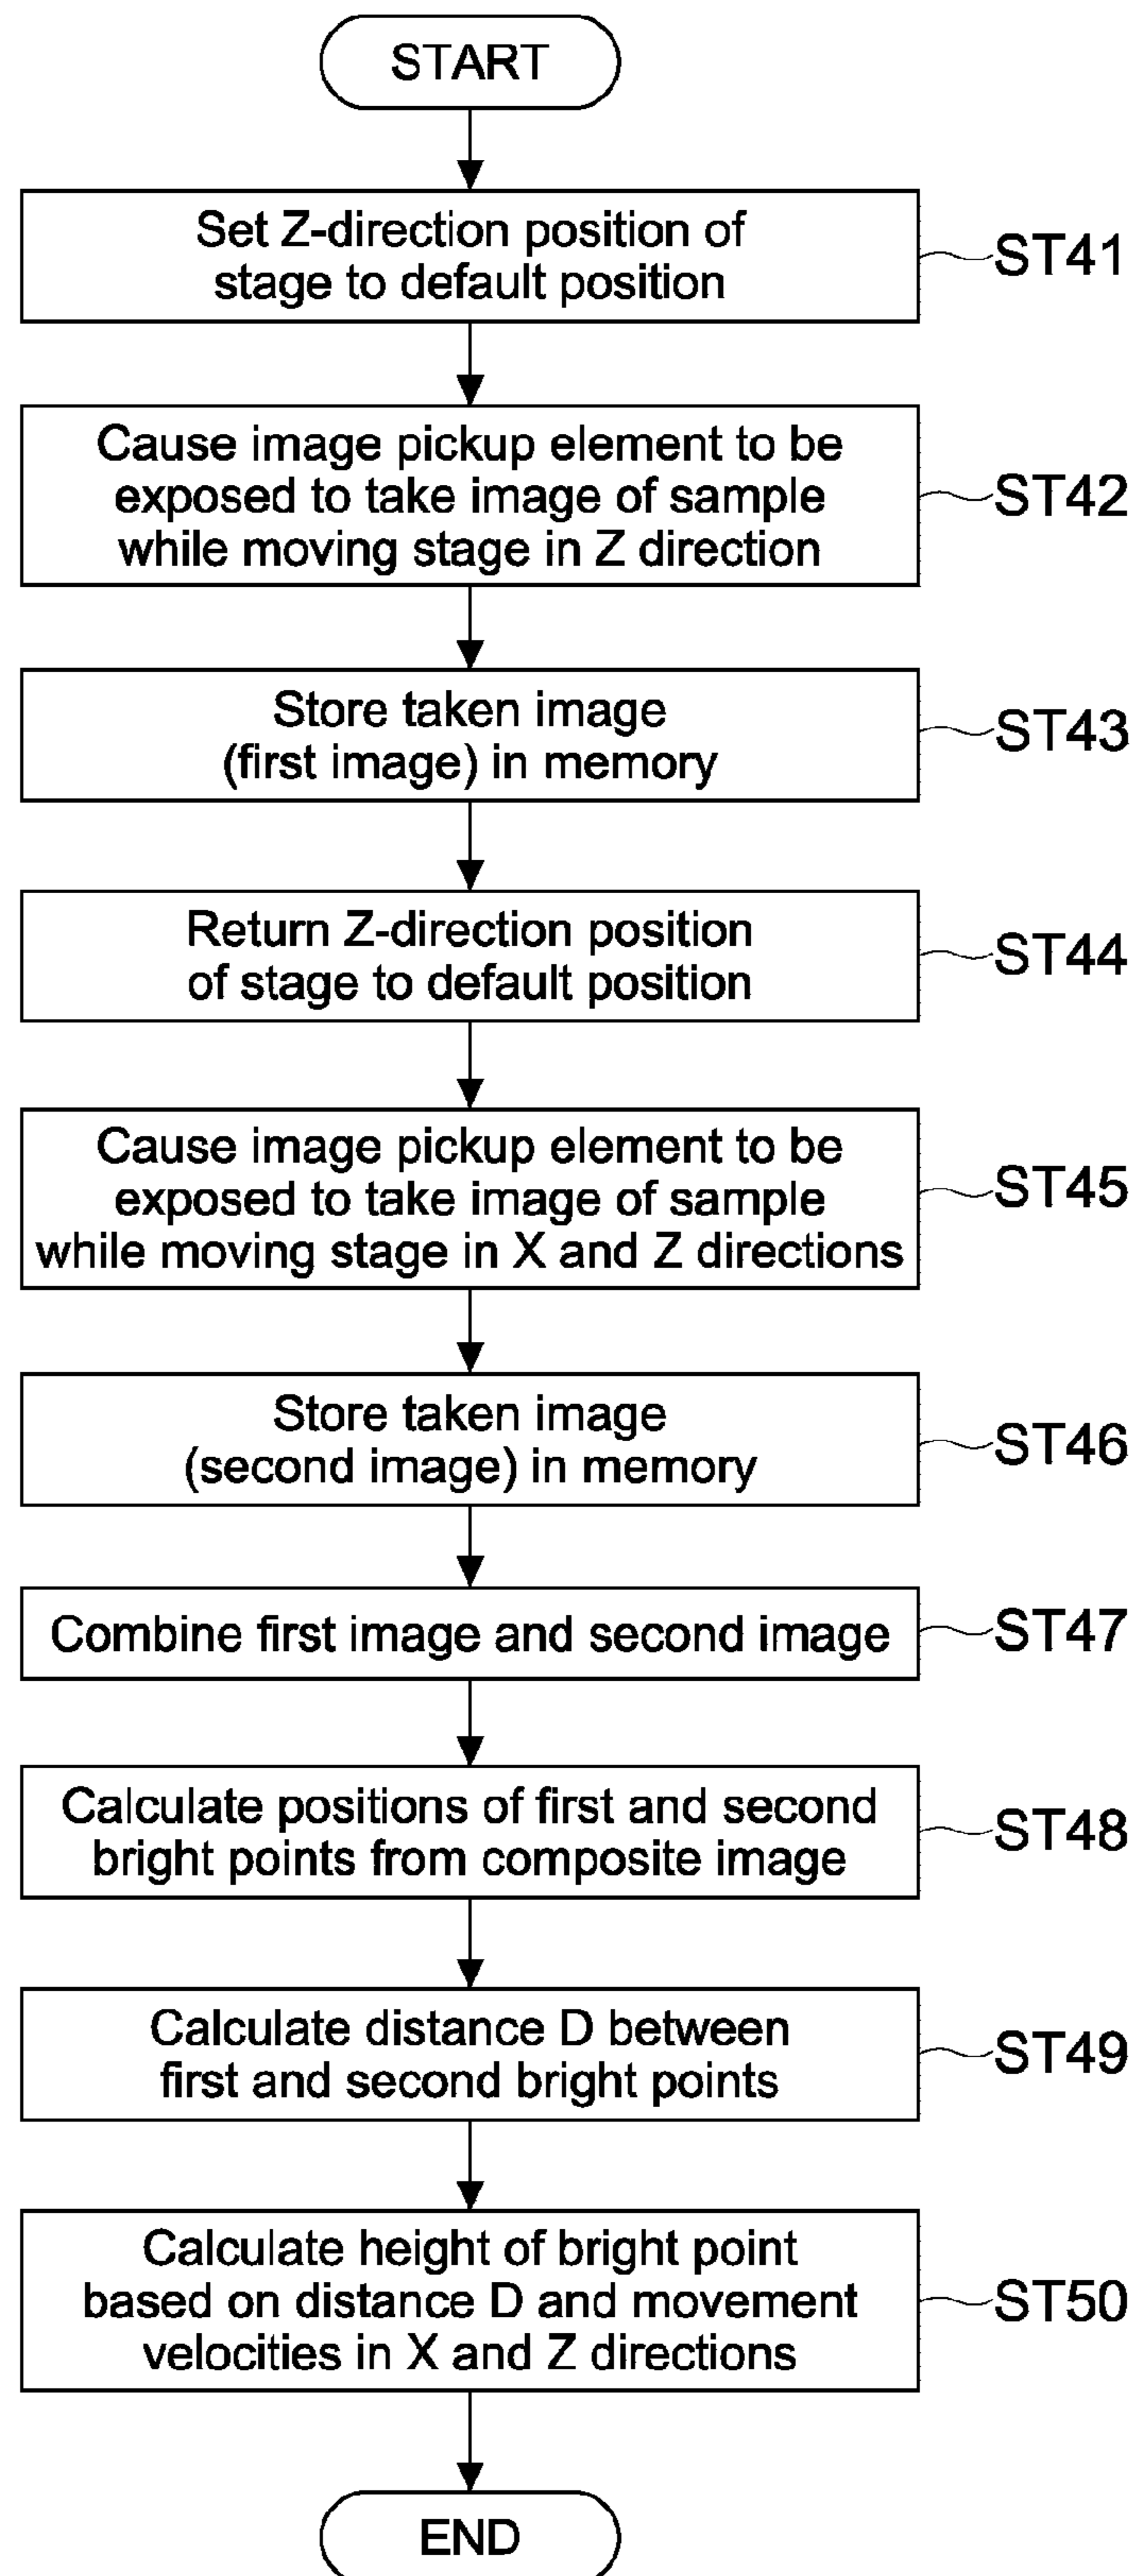 START
Set Z-direction position of
stage to default position
ST41
Cause image pickup element to be
exposed to take image of sample
while moving stage in Z direction
ST42
Store taken image
(first image) in memory
ST43
Return Z-direction position
of stage to default position
ST44
Cause image pickup element to be
exposed to take image of sample
while moving stage in X and Z directions
ST45
Store taken image
(second image) in memory
ST46
Combine first image and second image
ST47
Calculate positions of first and second
bright points from composite image
ST48
Calculate distance D between
first and second bright points
ST49
Calculate height of bright point
based on distance D and movement
velocities in X and Z directions
ST50
END